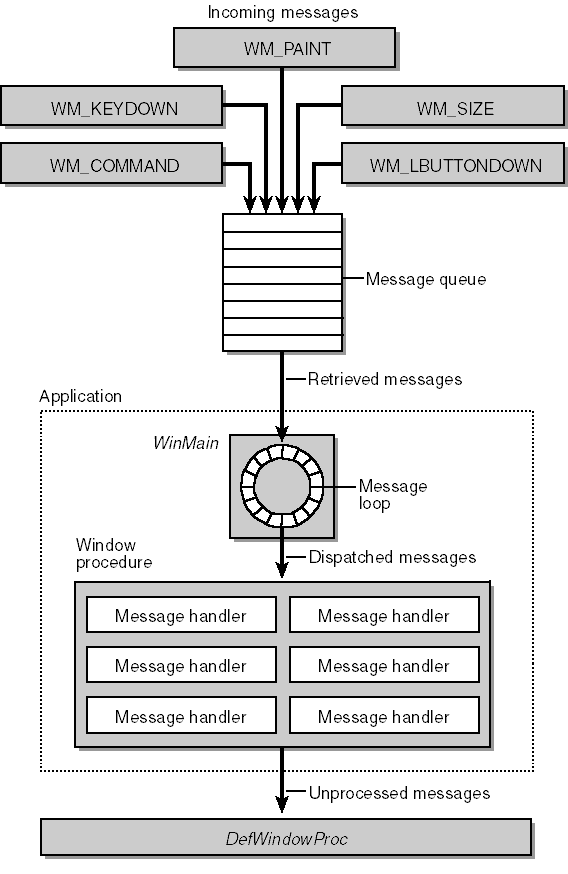 Incoming messages
WM_PAINT
WM_KEYDOWN
WM_SIZE
WM_COMMAND
WM_LBUTTONDOWN
Message queue
Retrieved messages
Application
WinMain
Message
loop
Window
procedure
Dispatched messages
Message handler
Message handler
Message handler
Message handler
Message handler
Message handler
Unprocessed messages
DefWindowProc